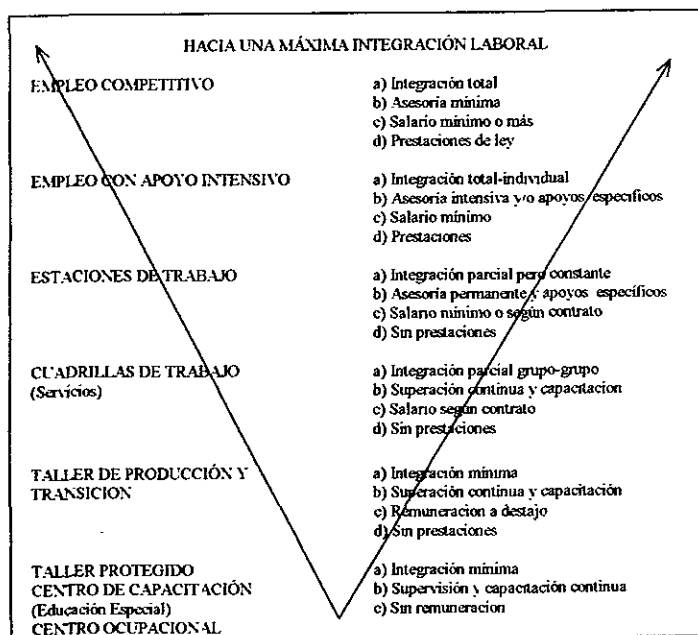 HACIA UNA MÁXIMA INTEGRACIÓN LABORAL
EMPLEO COMPETITIVO
a) Integración total
b) Asesoría mínima
c) Salario mínimo o más
d) Prestaciones de ley
EMPLEO CON APOYO INTENSIVO
a) Integración total-individual
b) Asesoría intensiva y/o apoyos específicos
c) Salario mínimo
d) Prestaciones
ESTACIONES DE TRABAJO
a) Integración parcial pero constante
b) Asesoría permanente y apoyos específicos
c) Salario mínimo o según contrato
d) Sin prestaciones
CUADRILLAS DE TRABAJO
(Servicios)
a) Integración parcial grupo-grupo
b) Superación continua y capacitacion
c) Salario según contrato
d) Sin prestaciones
TALLER DE PRODUCCIÓN Y
TRANSICION
a) Integración mínima
b) Superación continua y capacitación
c) Remuneracion a destajo
d) Sin prestaciones
TALLER PROTEGIDO
CENTRO DE CAPACITACIÓN
(Educación Especial)
CENTRO OCUPACIONAL
a) Integración mínima
b) Supervisión y capacitación continua
c) Sin remuneracion